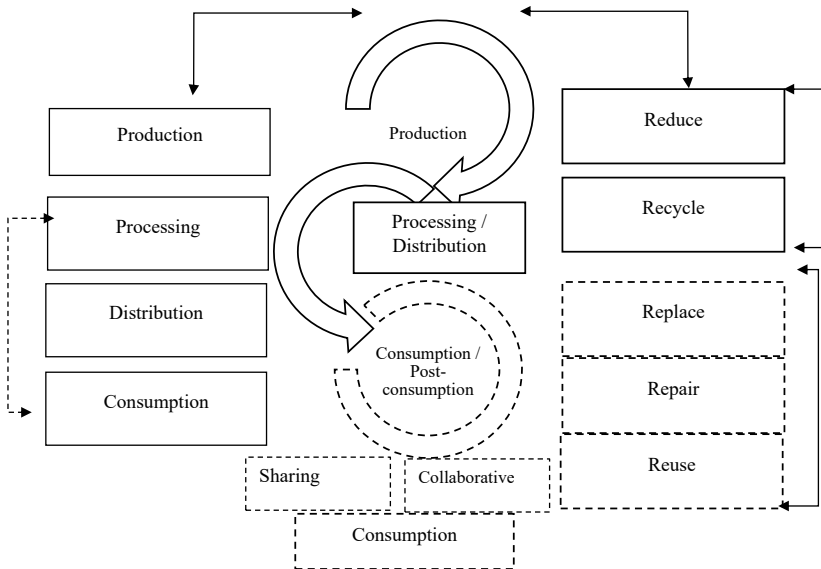 Production
Processing
Distribution
Consumption
Production
Processing /
Distribution
Consumption /
Post-
consumption
Sharing
Collaborative
Consumption
Reduce
Recycle
Replace
Repair
Reuse